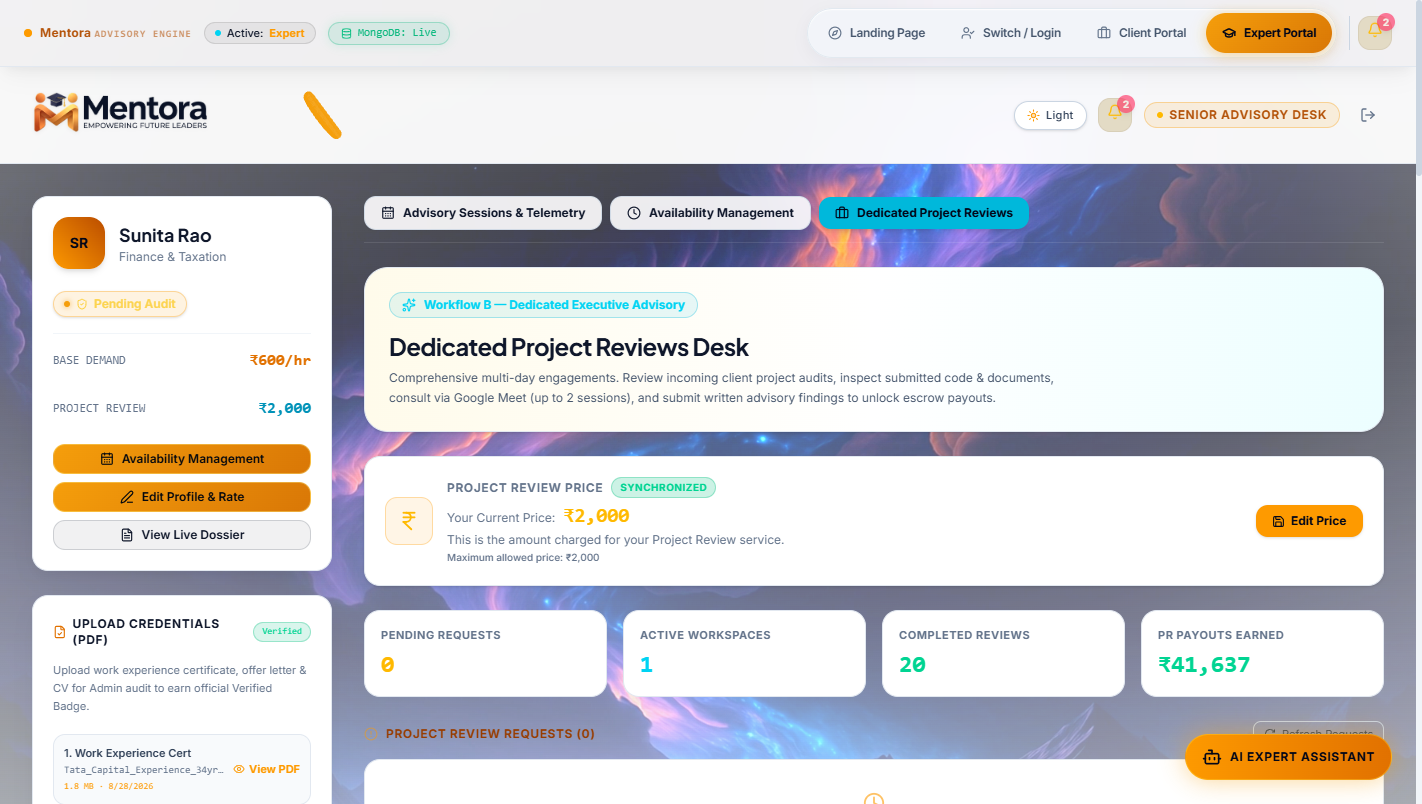 Mentora ADVISORY ENGINE
Active: Expert
MongoDB: Live
Landing Page
Switch / Login
Client Portal
Expert Portal
2
Mentora
EMPOWERING FUTURE LEADERS
Light
2
SENIOR ADVISORY DESK
SR
Sunita Rao
Finance & Taxation
Pending Audit
BASE DEMAND
₹600/hr
PROJECT REVIEW
₹2,000
Availability Management
Edit Profile & Rate
View Live Dossier
UPLOAD CREDENTIALS
(PDF)
Verified
Upload work experience certificate, offer letter &
CV for Admin audit to earn official Verified
Badge.
1. Work Experience Cert
Tata_Capital_Experience_34yr…
1.8 MB · 8/28/2026
View PDF
Advisory Sessions & Telemetry
Availability Management
Dedicated Project Reviews
Workflow B — Dedicated Executive Advisory
Dedicated Project Reviews Desk
Comprehensive multi-day engagements. Review incoming client project audits, inspect submitted code & documents,
consult via Google Meet (up to 2 sessions), and submit written advisory findings to unlock escrow payouts.
₹
PROJECT REVIEW PRICE
SYNCHRONIZED
Your Current Price: ₹2,000
This is the amount charged for your Project Review service.
Maximum allowed price: ₹2,000
Edit Price
PENDING REQUESTS
0
ACTIVE WORKSPACES
1
COMPLETED REVIEWS
20
PR PAYOUTS EARNED
₹41,637
PROJECT REVIEW REQUESTS (0)
Refresh Requests
AI EXPERT ASSISTANT